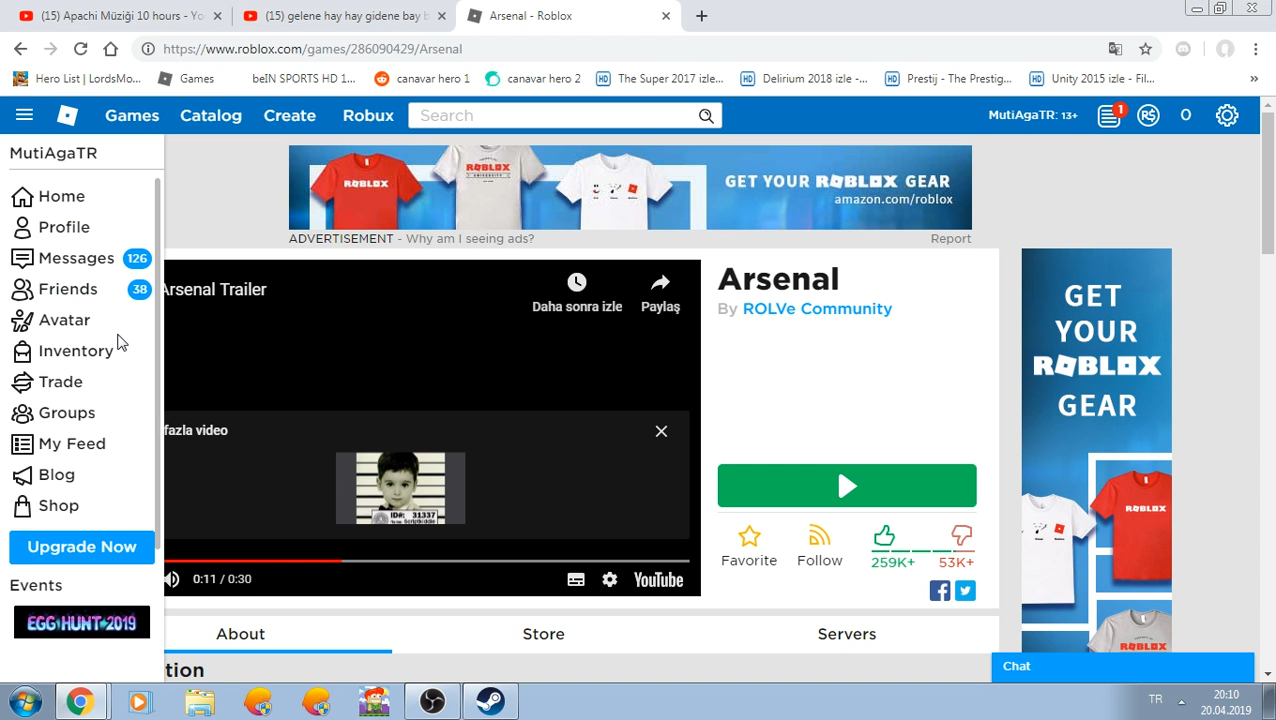 (15) Apachi Müziği 10 hours - Yo
(15) gelene hay hay gidene bay b
Arsenal - Roblox
https://www.roblox.com/games/286090429/Arsenal
Hero List | LordsMo...
Games
beIN SPORTS HD 1...
canavar hero 1
canavar hero 2
The Super 2017 izle...
Delirium 2018 izle -...
Prestij - The Prestig...
Unity 2015 izle - Fil...
Games
Catalog
Create
Robux
Search
MutiAgaTR: 13+
1
0
MutiAgaTR
Home
Profile
Messages 126
Friends 38
Avatar
Inventory
Trade
Groups
My Feed
Blog
Shop
Upgrade Now
Events
EGG HUNT 2019
ROBLOX
GET YOUR ROBLOX GEAR
amazon.com/roblox
ADVERTISEMENT - Why am I seeing ads?
Report
Arsenal Trailer
Daha sonra izle
Paylaş
fazla video
ID#: 31337
0:11 / 0:30
YouTube
Arsenal
By ROLVe Community
Favorite
Follow
259K+
53K+
About
Store
Servers
tion
GET
YOUR
ROBLOX
GEAR
ROBLOX
Chat
TR
20:10
20.04.2019